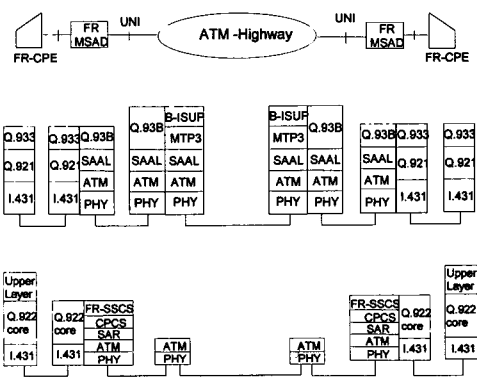 FR-CPE
FR MSAD
UNI
ATM -Highway
UNI
FR MSAD
FR-CPE
Q.933
Q.921
I.431
Q.933
Q.921
I.431
Q.93B
SAAL
ATM
PHY
Q.93B
SAAL
ATM
PHY
B-ISUP
MTP3
SAAL
ATM
PHY
B-ISUP
MTP3
SAAL
ATM
PHY
Q.93B
SAAL
ATM
PHY
Q.93B
SAAL
ATM
PHY
Q.933
Q.921
I.431
Q.933
Q.921
I.431
Upper
Layer
Q.922
core
I.431
Q.922
core
I.431
FR-SSCS
CPCS
SAR
ATM
PHY
ATM
PHY
ATM
PHY
FR-SSCS
CPCS
SAR
ATM
PHY
Q.922
core
I.431
Upper
Layer
Q.922
core
I.431